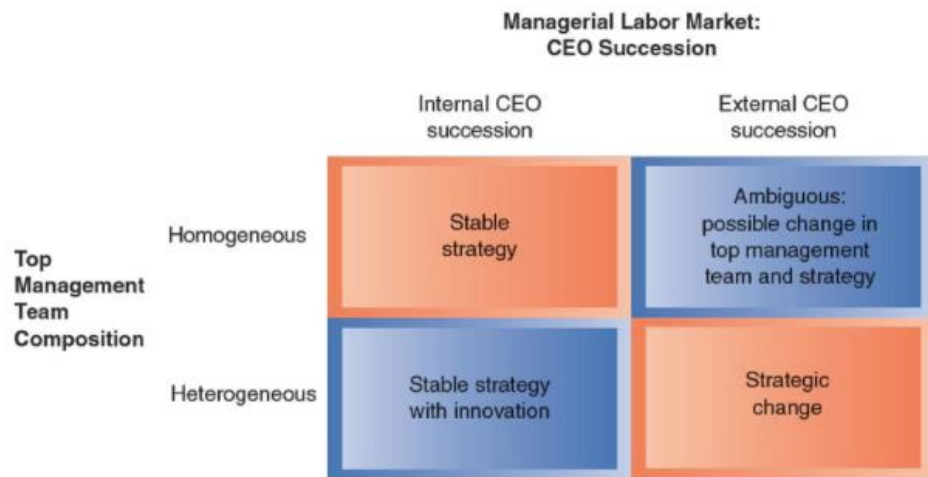 Managerial Labor Market:
CEO Succession
Internal CEO
succession
External CEO
succession
Top
Management
Team
Composition
Homogeneous
Stable
strategy
Ambiguous:
possible change in
top management
team and strategy
Heterogeneous
Stable strategy
with innovation
Strategic
change